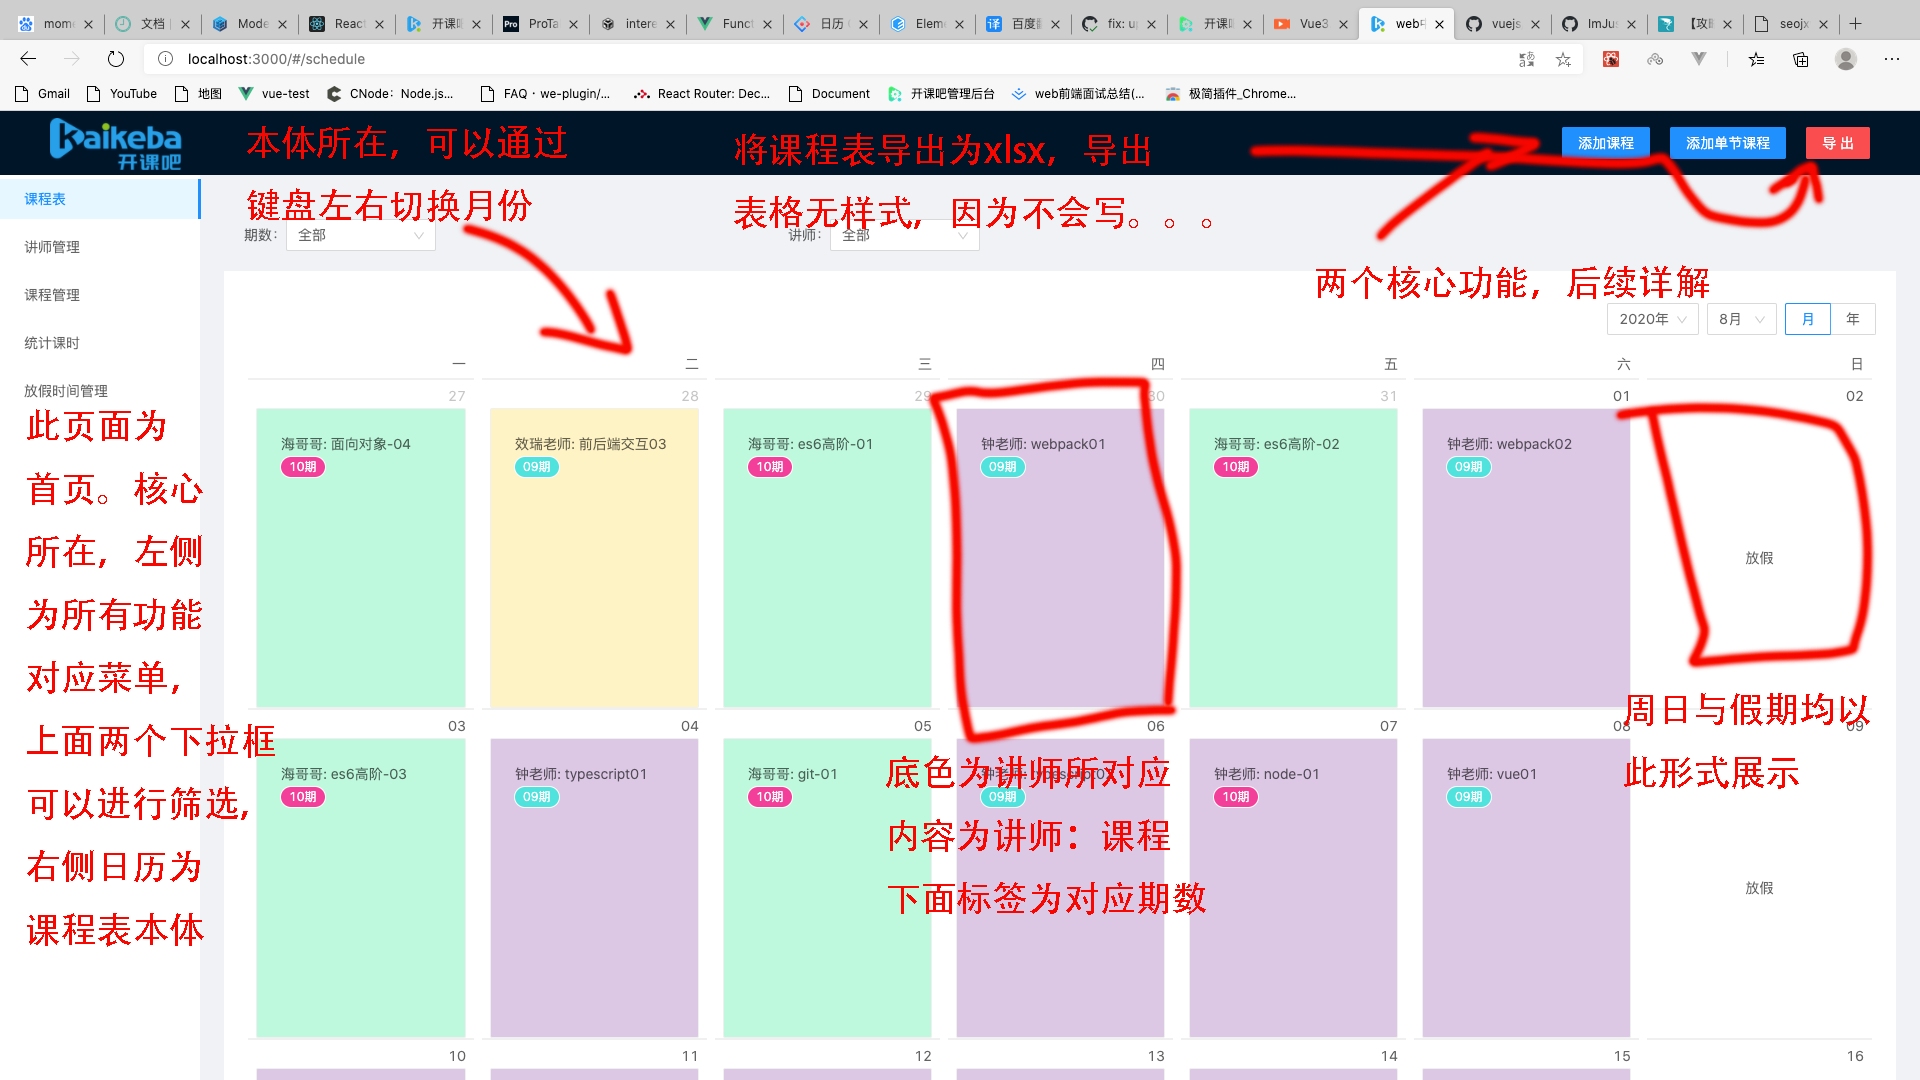 mom
文档
Mode
React
开课吧
ProTa
intere
Funct
日历
Elem
百度翻
fix: u
开课吧
Vue3
web
vuejs
ImJu
【攻
seojx
localhost:3000/#/schedule
Gmail
YouTube
地图
vue-test
CNode：Node.js...
FAQ · we-plugin/...
React Router: Dec...
Document
开课吧管理后台
web前端面试总结(...
极简插件_Chrome...
Kaikeba
开课吧
添加课程
添加单节课程
导 出
本体所在，可以通过
键盘左右切换月份
将课程表导出为xlsx，导出
表格无样式，因为不会写。。。
两个核心功能，后续详解
课程表
讲师管理
课程管理
统计课时
放假时间管理
此页面为
首页。核心
所在，左侧
为所有功能
对应菜单，
上面两个下拉框
可以进行筛选,
右侧日历为
课程表本体
期数： 全部
讲师： 全部
2020年 8月 月 年
一 二 三 四 五 六 日
27 28 29 30 31 01 02
海哥哥: 面向对象-04
10期
效瑞老师: 前后端交互03
09期
海哥哥: es6高阶-01
10期
钟老师: webpack01
09期
海哥哥: es6高阶-02
10期
钟老师: webpack02
09期
放假
周日与假期均以
此形式展示
03 04 05 06 07 08 09
海哥哥: es6高阶-03
10期
钟老师: typescript01
09期
海哥哥: git-01
10期
钟老师: typescript02
09期
钟老师: node-01
10期
钟老师: vue01
09期
放假
底色为讲师所对应
内容为讲师：课程
下面标签为对应期数
10 11 12 13 14 15 16